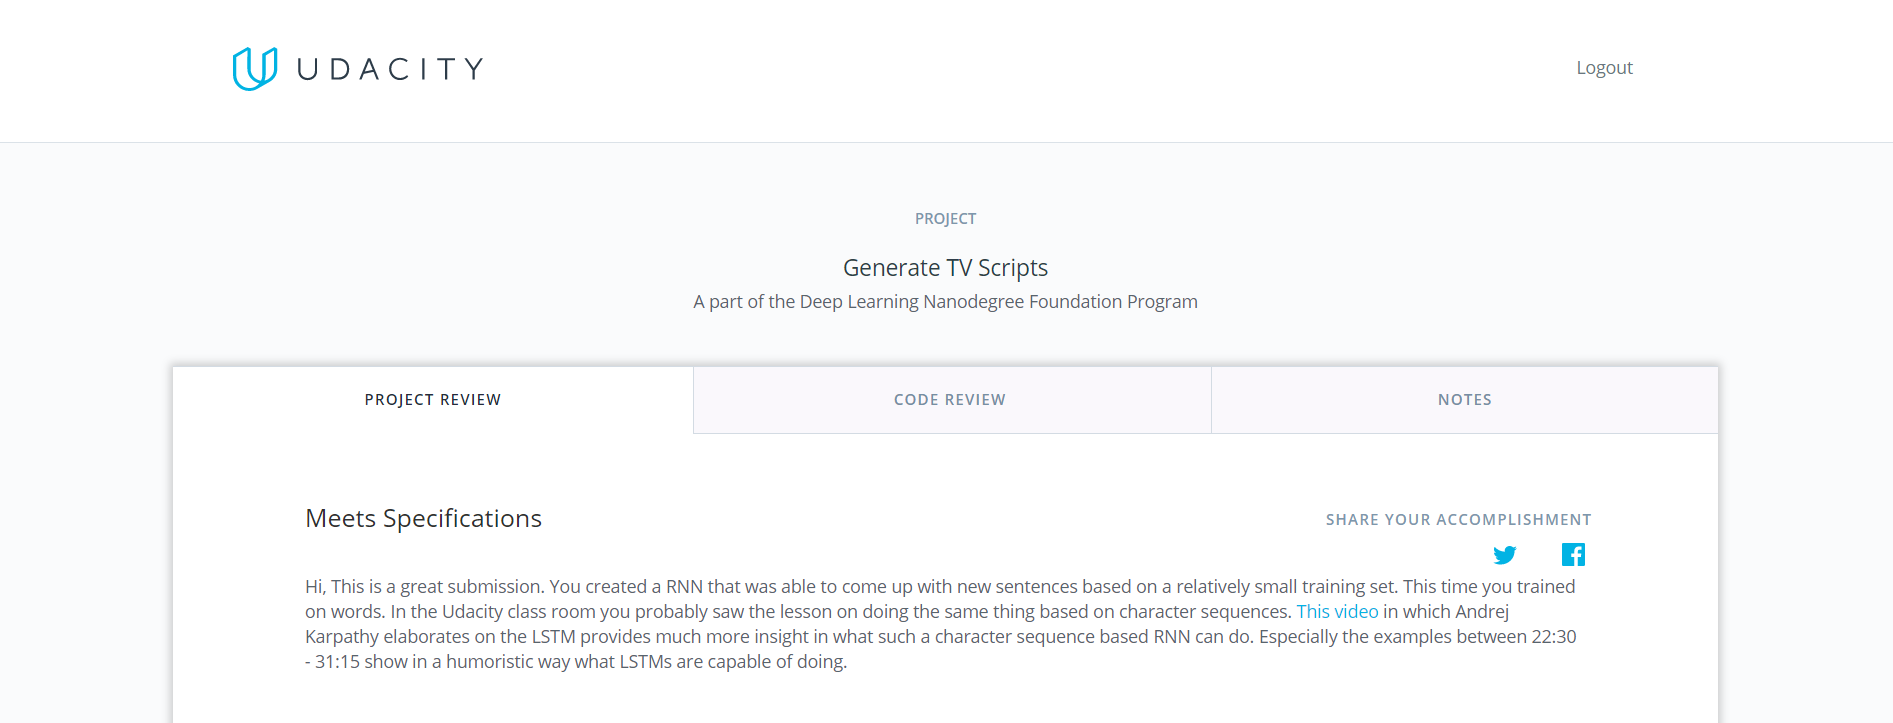 UDACITY
Logout
PROJECT
Generate TV Scripts
A part of the Deep Learning Nanodegree Foundation Program
PROJECT REVIEW
CODE REVIEW
NOTES
Meets Specifications
SHARE YOUR ACCOMPLISHMENT
Hi, This is a great submission. You created a RNN that was able to come up with new sentences based on a relatively small training set. This time you trained
on words. In the Udacity class room you probably saw the lesson on doing the same thing based on character sequences. This video in which Andrej
Karpathy elaborates on the LSTM provides much more insight in what such a character sequence based RNN can do. Especially the examples between 22:30
- 31:15 show in a humoristic way what LSTMs are capable of doing.